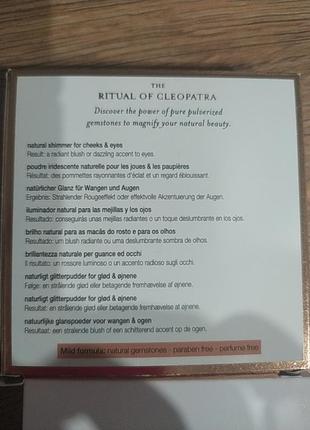 THE
RITUAL OF CLEOPATRA
Discover the power of pure pulverized
gemstones to magnify your natural beauty.
natural shimmer for cheeks & eyes
Result: a radiant blush or dazzling accent to eyes.
poudre iridescente naturelle pour les joues & les paupières
Résultat: des pommettes rayonnantes d'éclat et un regard éblouissant.
natürlicher Glanz für Wangen und Augen
Ergebnis: Strahlender Rougeeffekt oder effektvolle Akzentuierung der Augen.
iluminador natural para las mejillas y los ojos
Resultado: conseguirás unas mejillas radiantes o un toque deslumbrante en los ojos.
brilho natural para as maçãs do rosto e para os olhos
Resultado: um blush radiante ou uma deslumbrante sombra de olhos.
brillantezza naturale per guance ed occhi
Il risultato: un rossore luminoso o un accento radioso sugli occhi.
naturligt glitterpudder for glød & øjnene
Følge: en strålende glød eller betagende fremhævelse af øjnene.
naturligt glitterpudder for glød & øjnene
Resultat: en strålende glød eller betagende fremhævelse af øjnene.
natuurlijke glanspoeder voor wangen & ogen
Resultaat: een stralende blush of een schitterend accent op de ogen.
Mild formula: natural gemstones - paraben free - perfume free